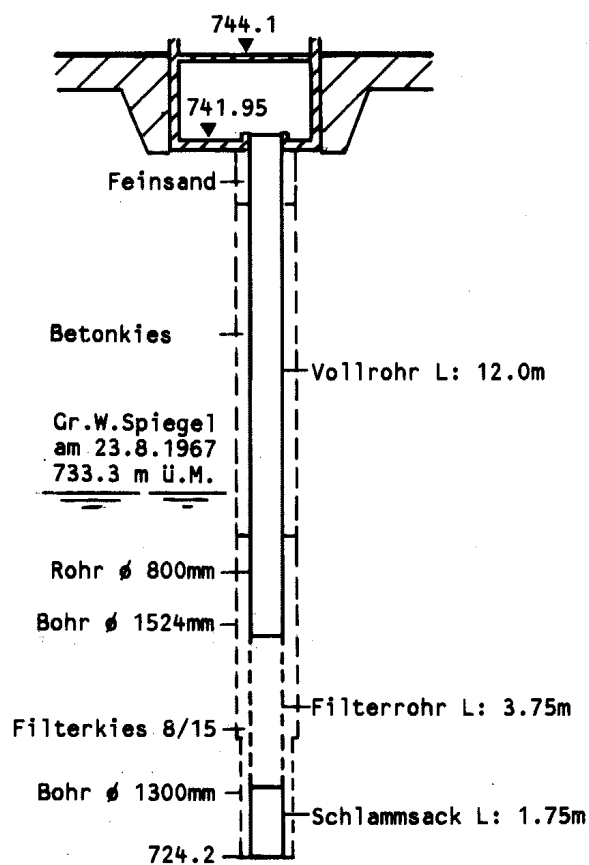 744.1
741.95
Feinsand
Betonkies
Vollrohr L: 12.0m
Gr.W.Spiegel
am 23.8.1967
733.3 m ü.M.
Rohr ø 800mm
Bohr ø 1524mm
Filterrohr L: 3.75m
Filterkies 8/15
Bohr ø 1300mm
Schlammsack L: 1.75m
724.2